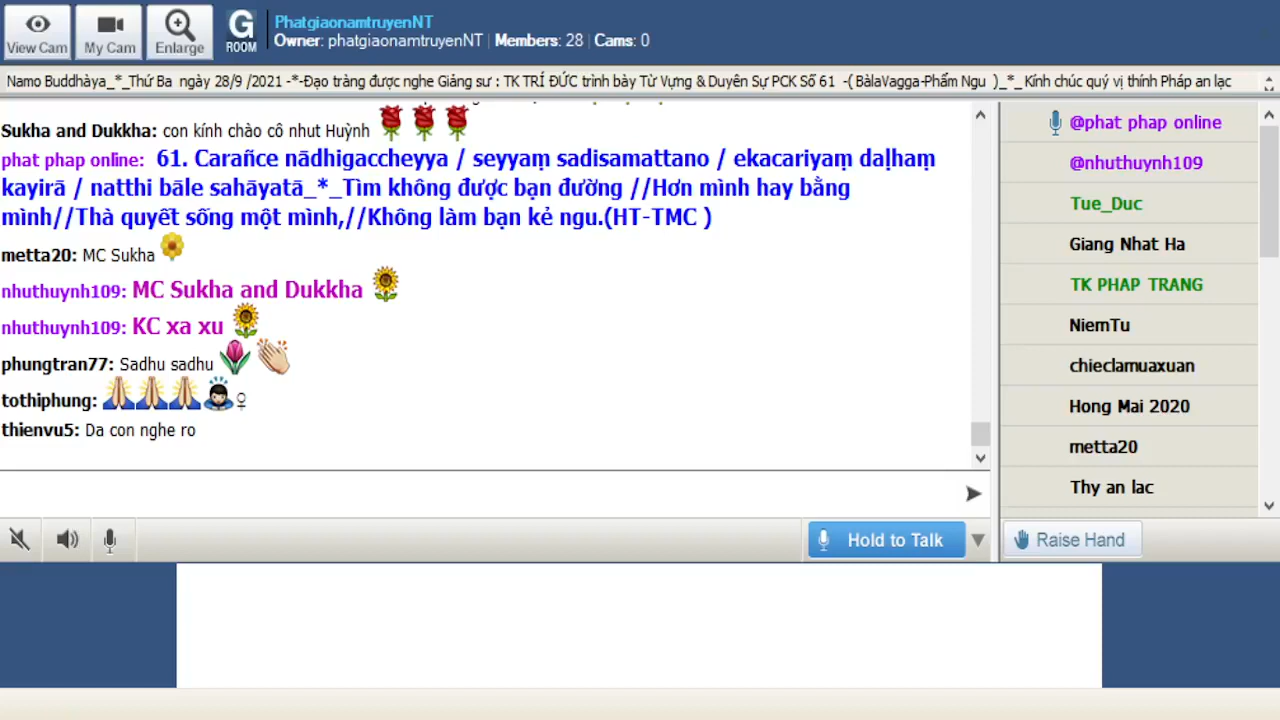 PhatgiaonamtruyenNT
Owner: phatgiaonamtruyenNT | Members: 28 | Cams: 0
View Cam
My Cam
Enlarge
G
ROOM
Namo Buddhàya_*_Thứ Ba ngày 28/9 /2021 -*-Đạo tràng được nghe Giảng sư : TK TRÍ ĐỨC trình bày Từ Vựng & Duyên Sự PCK Số 61 -( BàlaVagga-Phẩm Ngu )_*_ Kính chúc quý vị thính Pháp an lạc
Sukha and Dukkha: con kính chào cô nhut Huỳnh
phat phap online: 61. Carañce nādhigaccheyya / seyyaṃ sadisamattano / ekacariyaṃ daḷhaṃ
kayirā / natthi bāle sahāyatā_*_Tìm không được bạn đường //Hơn mình hay bằng
mình//Thà quyết sống một mình,//Không làm bạn kẻ ngu.(HT-TMC )
metta20: MC Sukha
nhuthuynh109: MC Sukha and Dukkha
nhuthuynh109: KC xa xu
phungtran77: Sadhu sadhu
tothiphung:
thienvu5: Da con nghe ro
@phat phap online
@nhuthuynh109
Tue_Duc
Giang Nhat Ha
TK PHAP TRANG
NiemTu
chieclamuaxuan
Hong Mai 2020
metta20
Thy an lac
Hold to Talk
Raise Hand